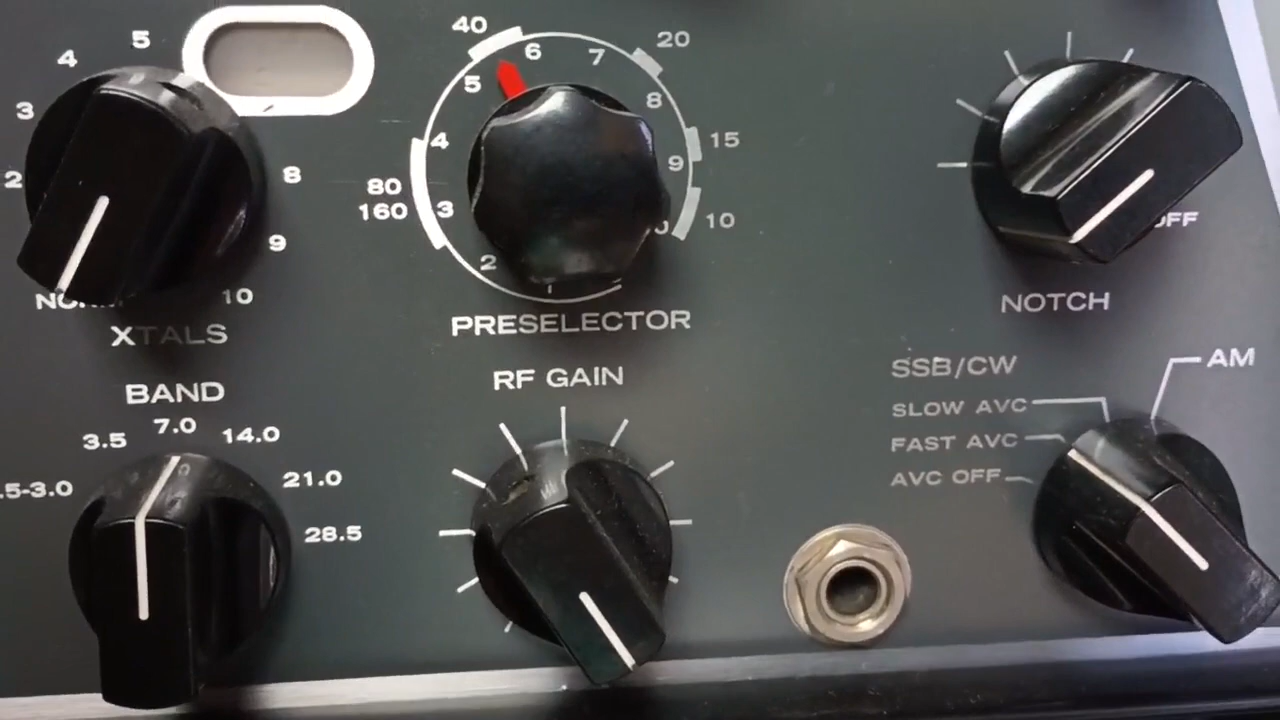 2 3 4 5 8 9 10
XTALS
40 20 15 10 80 160
2 3 4 5 6 7 8 9
PRESELECTOR
NOTCH
BAND
3.5 7.0 14.0 21.0 28.5
RF GAIN
SSB/CW
SLOW AVC
FAST AVC
AVC OFF
AM